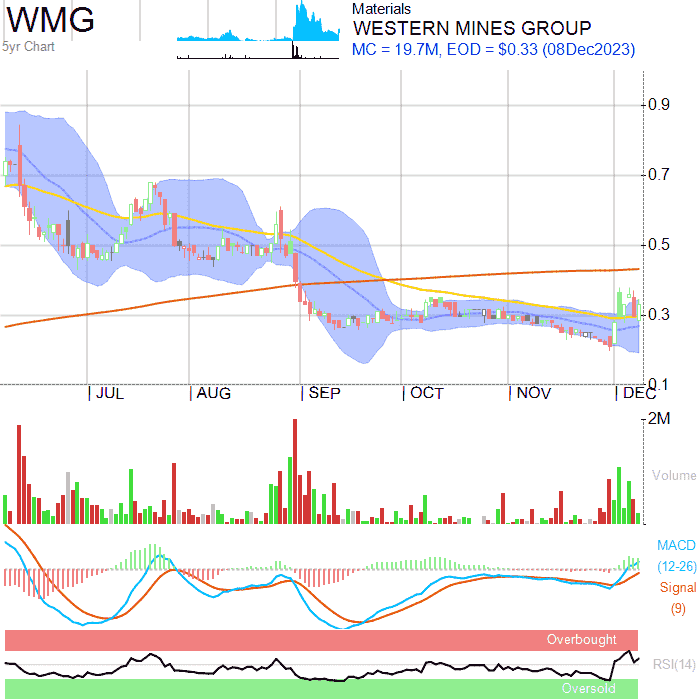 WMG
5yr Chart
Materials
WESTERN MINES GROUP
MC = 19.7M, EOD = $0.33 (08Dec2023)
0.9
0.7
0.5
0.3
0.1
JUL AUG SEP OCT NOV DEC
2M
Volume
MACD
(12-26)
Signal
(9)
Overbought
RSI(14)
Oversold